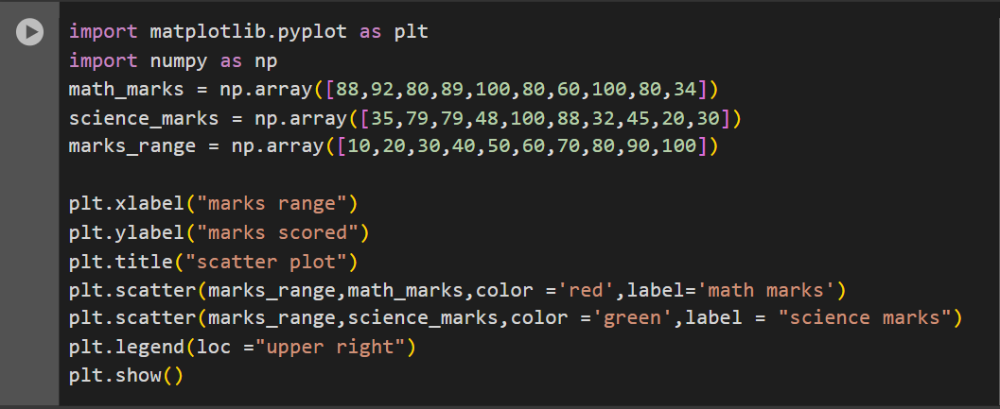 import matplotlib.pyplot as plt
import numpy as np
math_marks = np.array([88,92,80,89,100,80,60,100,80,34])
science_marks = np.array([35,79,79,48,100,88,32,45,20,30])
marks_range = np.array([10,20,30,40,50,60,70,80,90,100])
plt.xlabel("marks range")
plt.ylabel("marks scored")
plt.title("scatter plot")
plt.scatter(marks_range,math_marks,color ='red',label='math marks')
plt.scatter(marks_range,science_marks,color ='green',label = "science marks")
plt.legend(loc ="upper right")
plt.show()